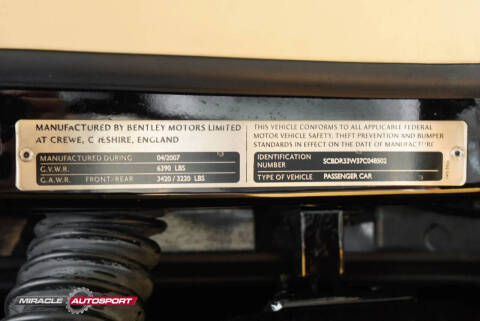 MANUFACTURED BY BENTLEY MOTORS LIMITED
AT CREWE, C ESHIRE, ENGLAND
MANUFACTURED DURING 04/2007
G.V.W.R. 6390 LBS
G.A.W.R. FRONT/REAR 3420 / 3220 LBS
THIS VEHICLE CONFORMS TO ALL APPLICABLE FEDERAL
MOTOR VEHICLE SAFETY, THEFT PREVENTION AND BUMPER
STANDARDS IN EFFECT ON THE DATE OF MANUFACTURE
IDENTIFICATION
NUMBER SCBDR33W37C048502
TYPE OF VEHICLE PASSENGER CAR
MIRACLE AUTOSPORT